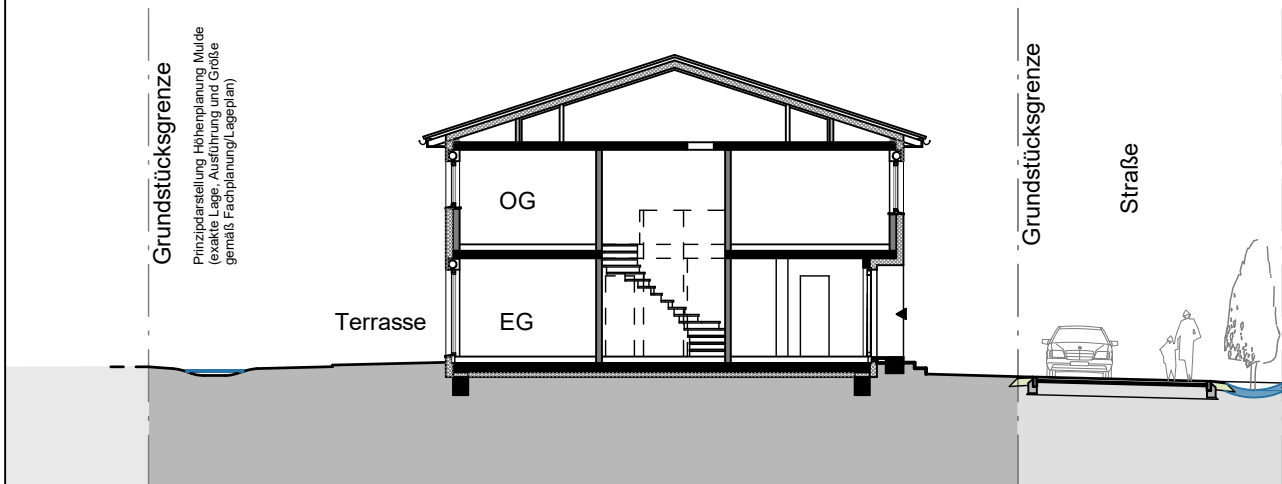 Grundstücksgrenze
Prinzipdarstellung Höhenplanung Mulde
(exakte Lage, Ausführung und Größe
gemäß Fachplanung/Lageplan)
Terrasse
OG
EG
Grundstücksgrenze
Straße